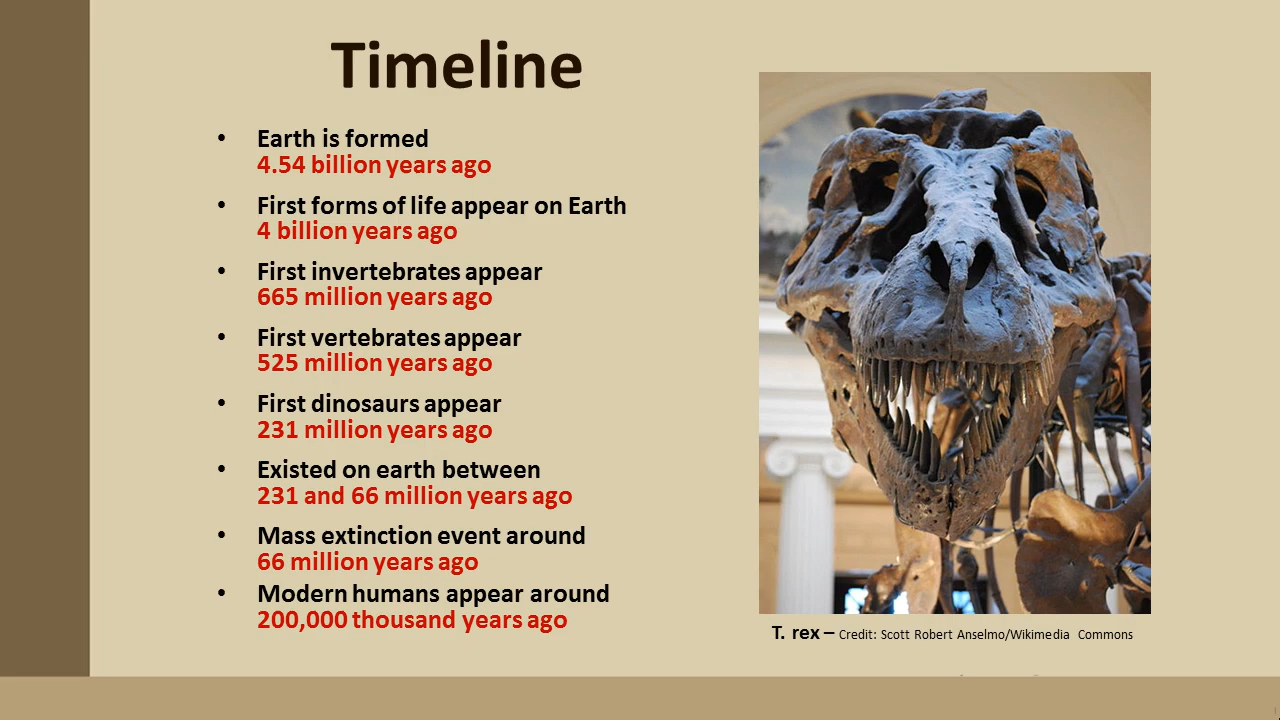 Timeline
• Earth is formed
4.54 billion years ago
• First forms of life appear on Earth
4 billion years ago
• First invertebrates appear
665 million years ago
• First vertebrates appear
525 million years ago
• First dinosaurs appear
231 million years ago
• Existed on earth between
231 and 66 million years ago
• Mass extinction event around
66 million years ago
• Modern humans appear around
200,000 thousand years ago
T. rex – Credit: Scott Robert Anselmo/Wikimedia Commons